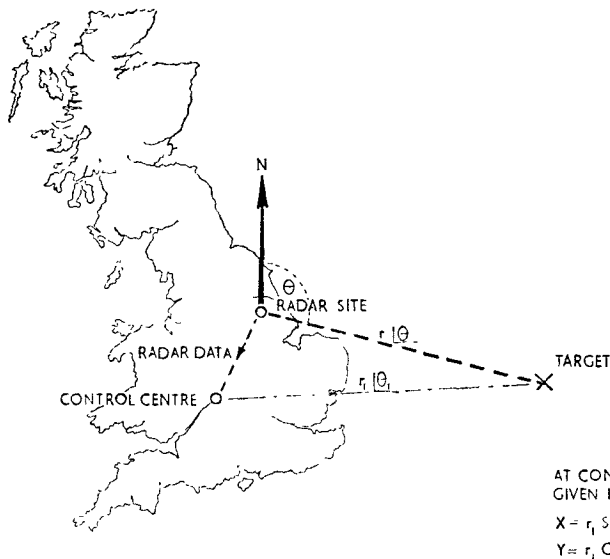 N
θ
RADAR SITE
r⌊θ
RADAR DATA
TARGET
CONTROL CENTRE
r₁⌊θ₁
AT CON
GIVEN
X = r₁ S
Y = r₁ C